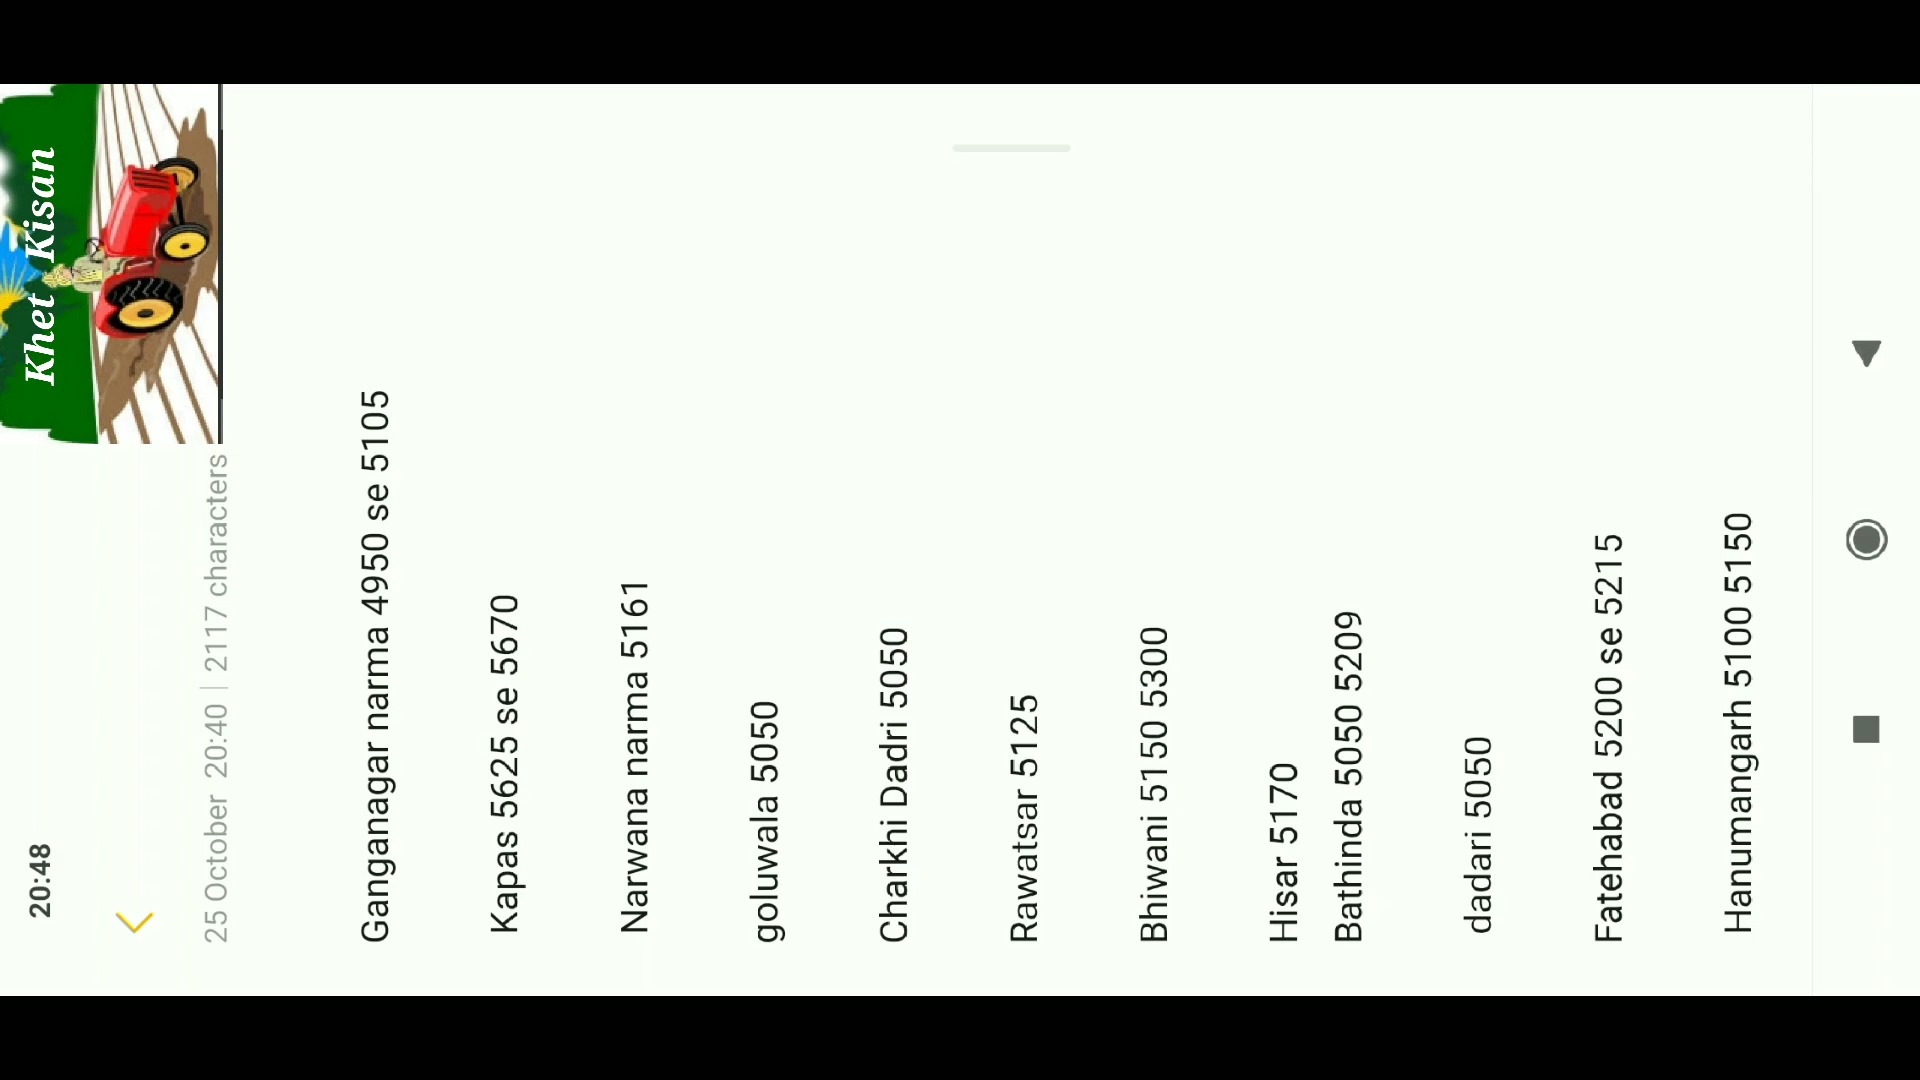 20:48
Khet Kisan
25 October 20:40 | 2117 characters
Ganganagar narma 4950 se 5105
Kapas 5625 se 5670
Narwana narma 5161
goluwala 5050
Charkhi Dadri 5050
Rawatsar 5125
Bhiwani 5150 5300
Hisar 5170
Bathinda 5050 5209
dadari 5050
Fatehabad 5200 se 5215
Hanumangarh 5100 5150